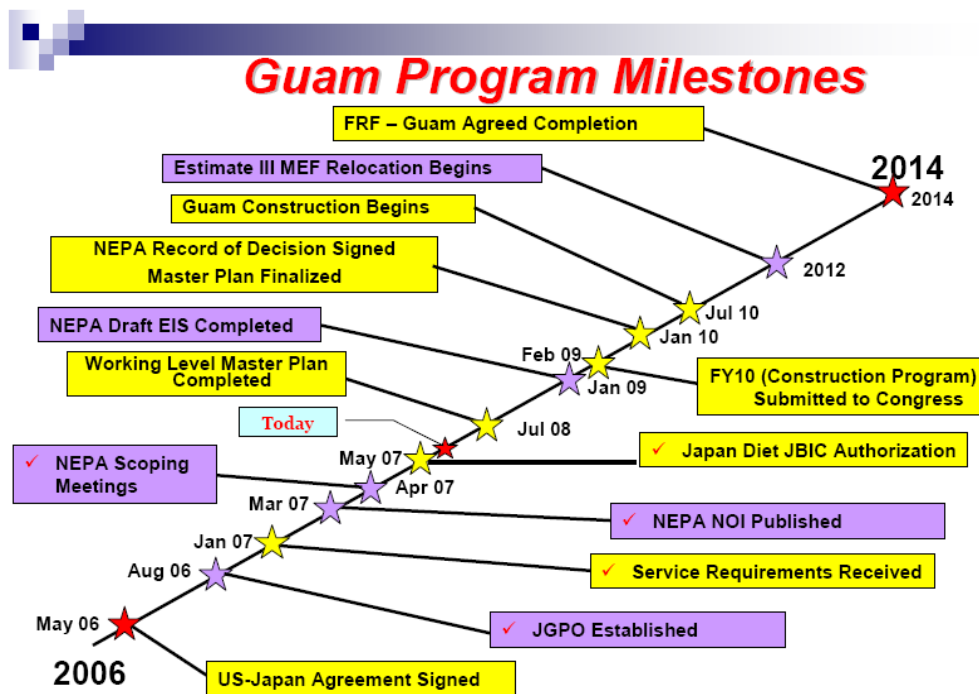 Guam Program Milestones
FRF – Guam Agreed Completion
2014
2014
Estimate III MEF Relocation Begins
Guam Construction Begins
2012
NEPA Record of Decision Signed
Master Plan Finalized
Jul 10
Jan 10
NEPA Draft EIS Completed
Feb 09
Jan 09
Working Level Master Plan
Completed
FY10 (Construction Program)
Submitted to Congress
Today
Jul 08
✓ Japan Diet JBIC Authorization
May 07
✓ NEPA Scoping
Meetings
Apr 07
Mar 07
✓ NEPA NOI Published
Jan 07
✓ Service Requirements Received
Aug 06
✓ JGPO Established
May 06
2006
US-Japan Agreement Signed